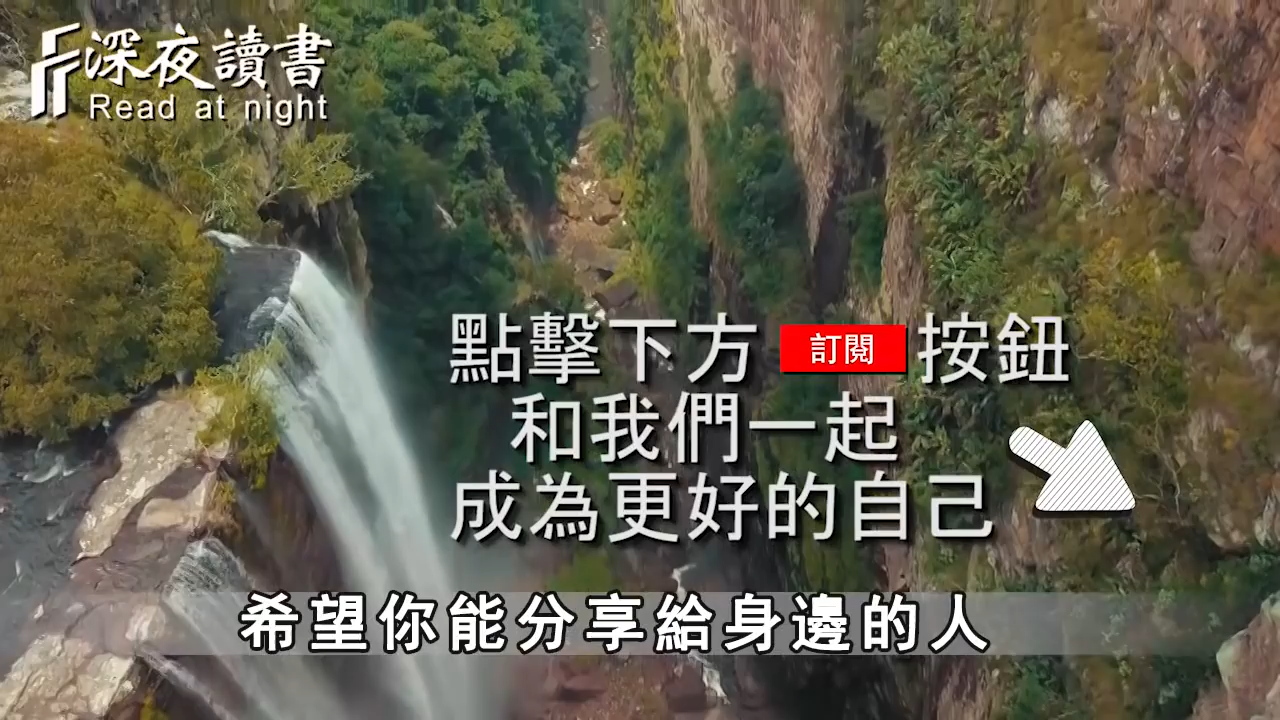 深夜讀書
Read at night
點擊下方 訂閱 按鈕
和我們一起
成為更好的自己
希望你能分享給身邊的人